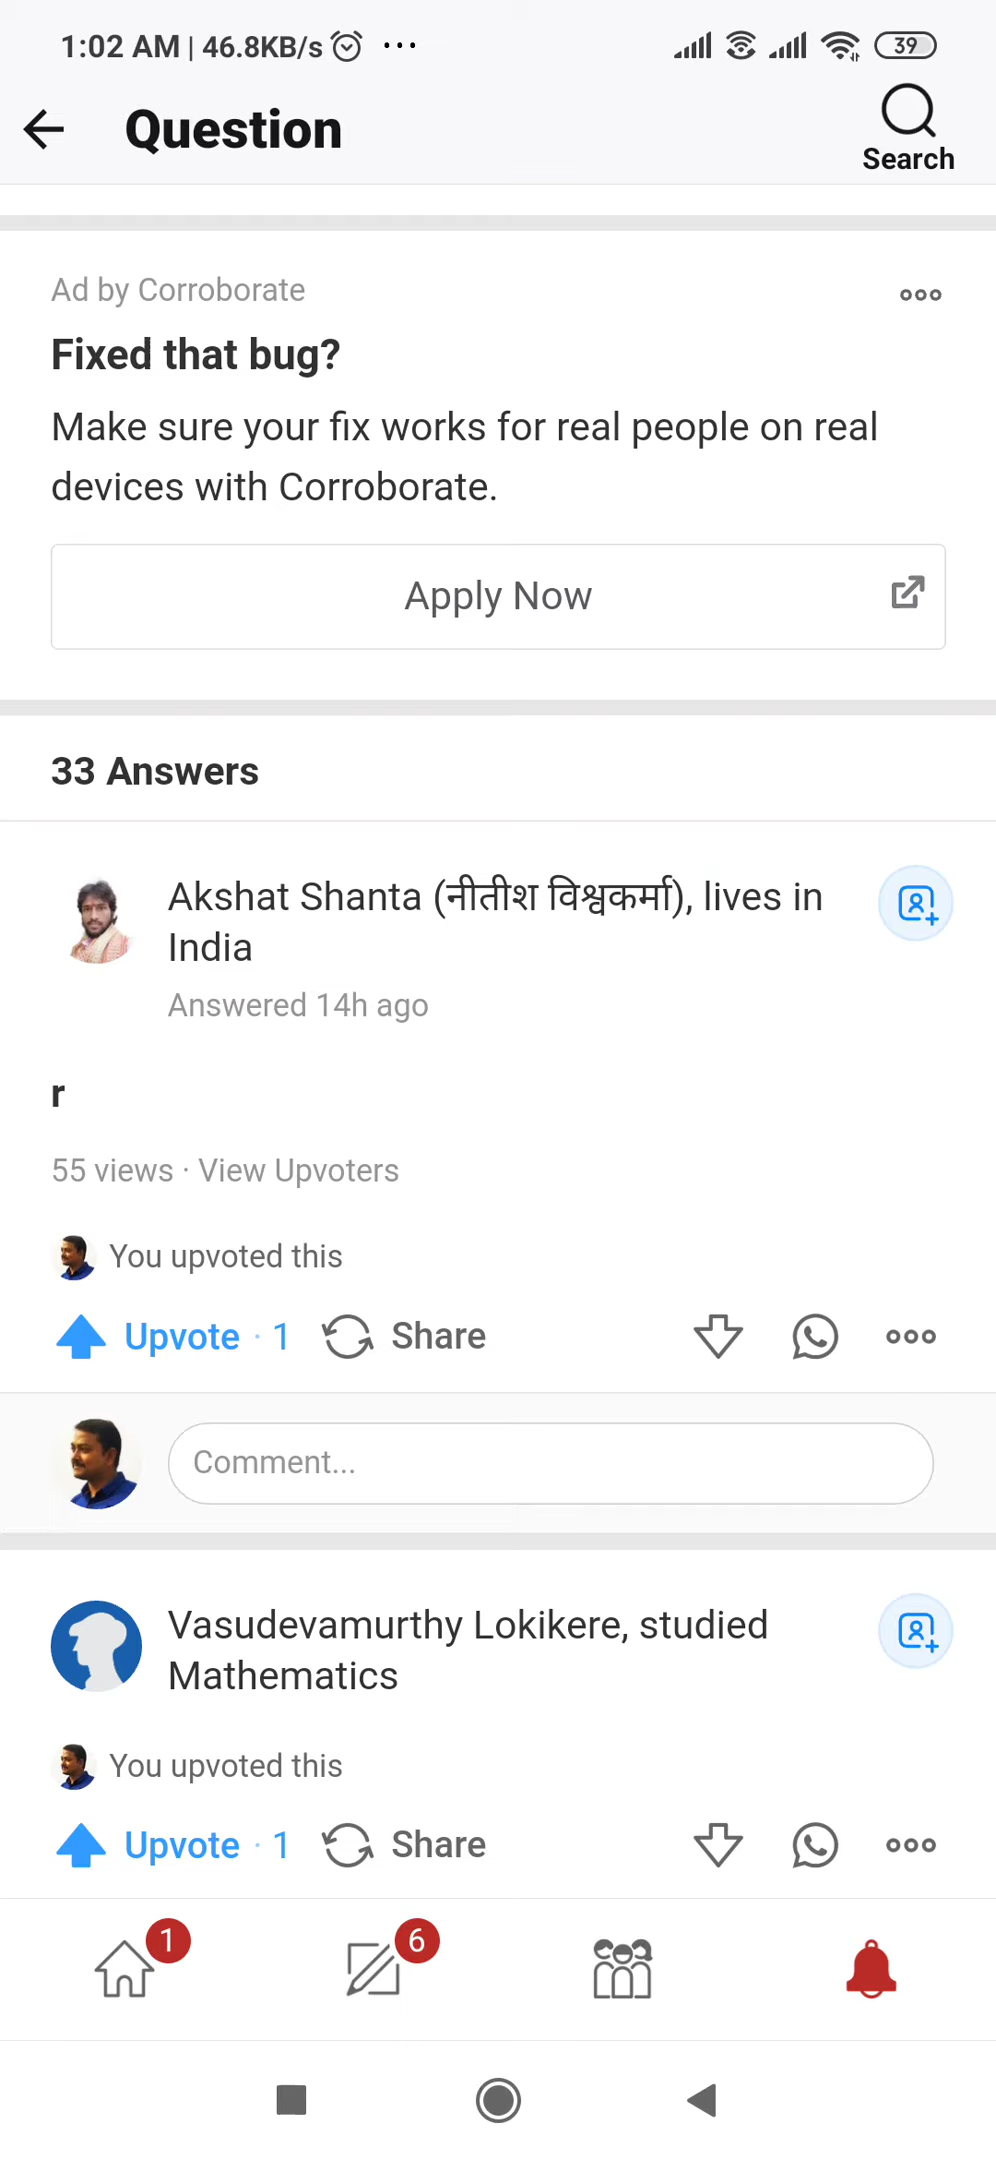 1:02 AM | 46.8KB/s ...
39
Question
Search
Ad by Corroborate
Fixed that bug?
Make sure your fix works for real people on real
devices with Corroborate.
Apply Now
33 Answers
Akshat Shanta (नीतीश विश्वकर्मा), lives in
India
Answered 14h ago
r
55 views · View Upvoters
You upvoted this
Upvote · 1 Share
Comment...
Vasudevamurthy Lokikere, studied
Mathematics
You upvoted this
Upvote · 1 Share
1 6